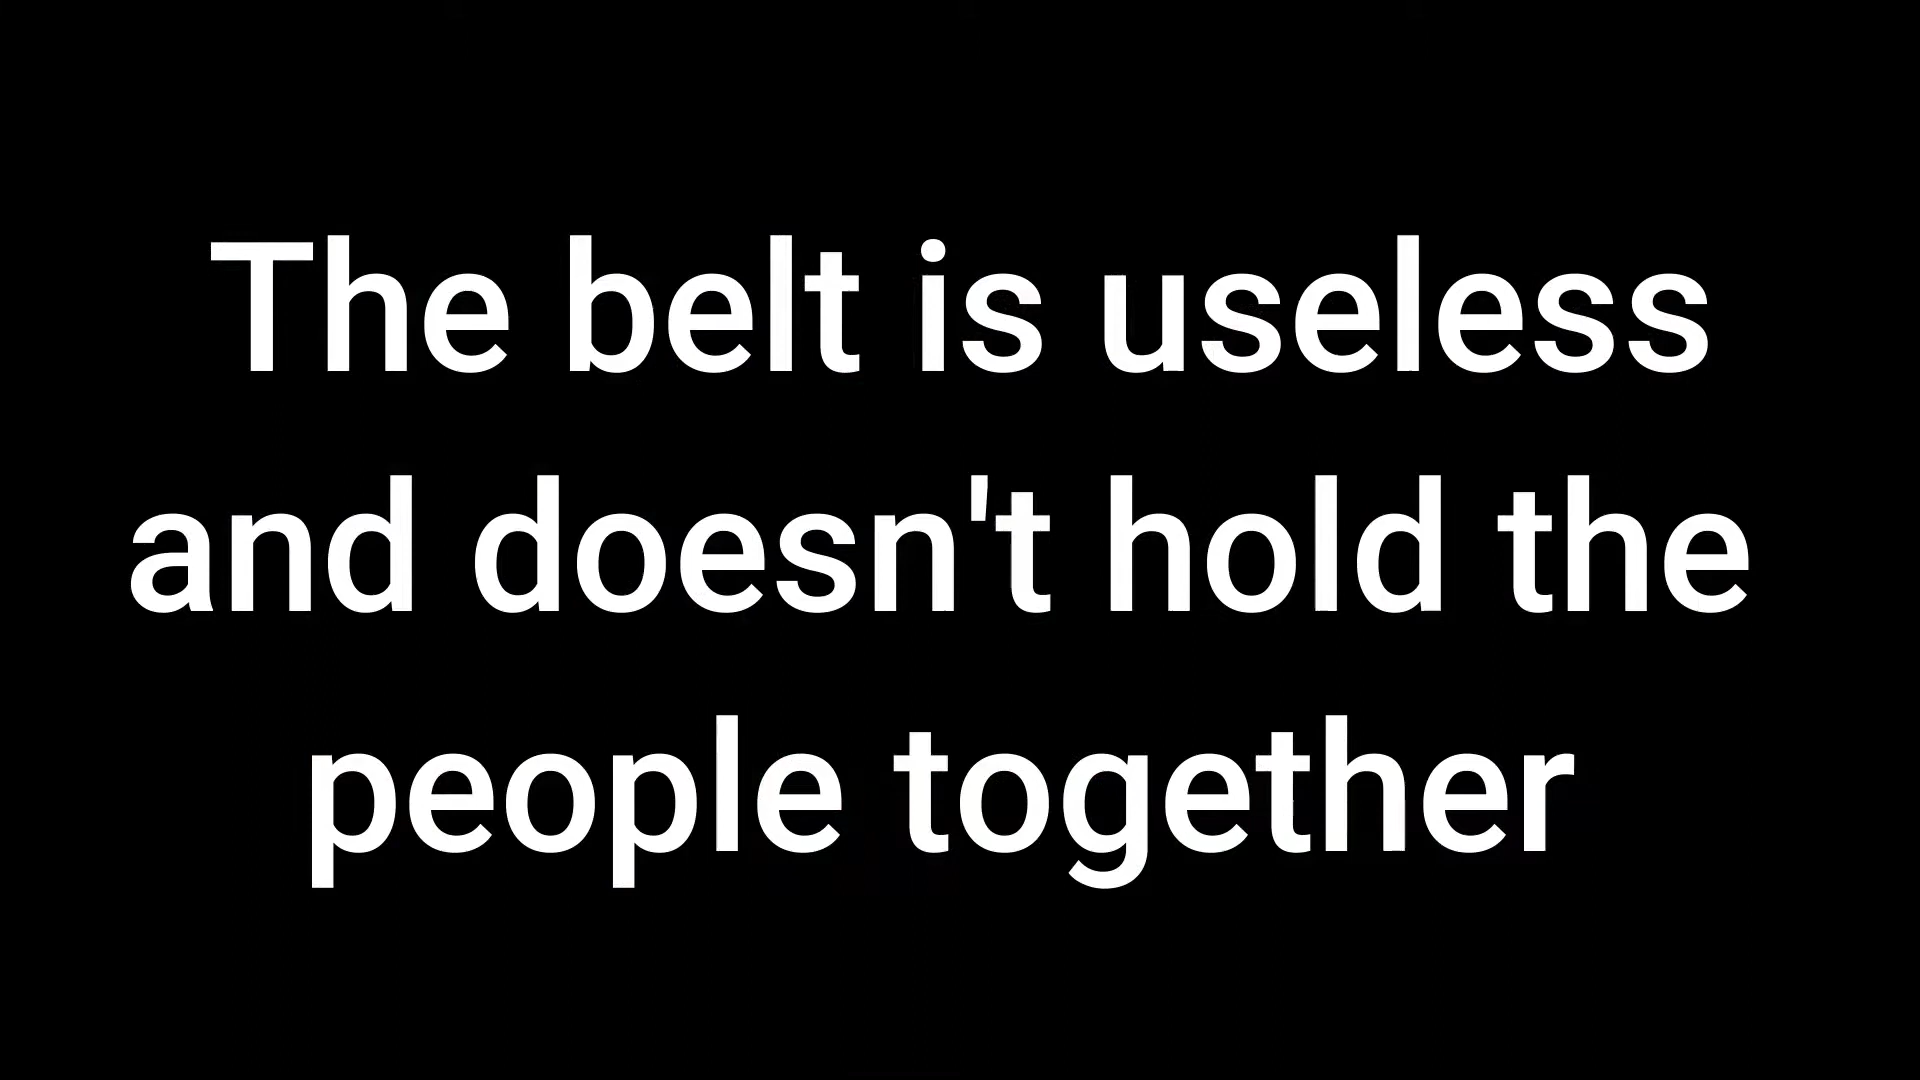 The belt is useless
and doesn't hold the
people together